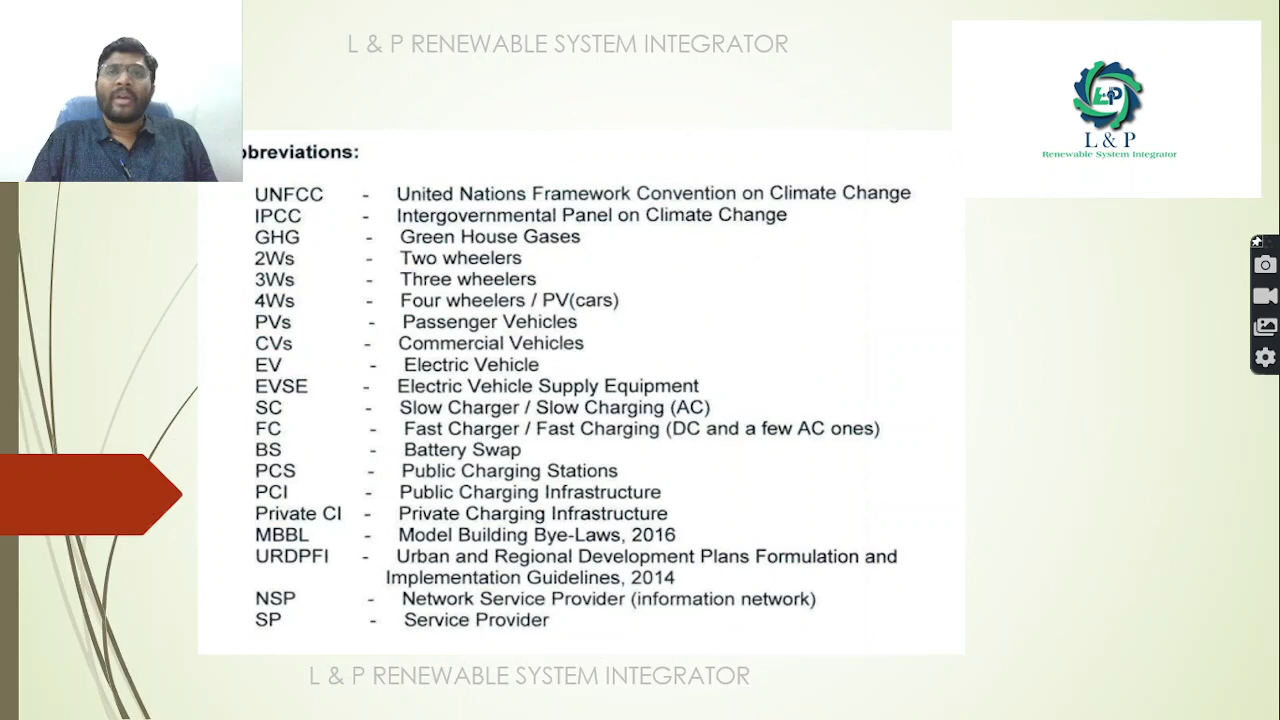 L & P RENEWABLE SYSTEM INTEGRATOR
L&P
L & P
Renewable System Integrator
bbreviations:
UNFCC - United Nations Framework Convention on Climate Change
IPCC - Intergovernmental Panel on Climate Change
GHG - Green House Gases
2Ws - Two wheelers
3Ws - Three wheelers
4Ws - Four wheelers / PV(cars)
PVs - Passenger Vehicles
CVs - Commercial Vehicles
EV - Electric Vehicle
EVSE - Electric Vehicle Supply Equipment
SC - Slow Charger / Slow Charging (AC)
FC - Fast Charger / Fast Charging (DC and a few AC ones)
BS - Battery Swap
PCS - Public Charging Stations
PCI - Public Charging Infrastructure
Private CI - Private Charging Infrastructure
MBBL - Model Building Bye-Laws, 2016
URDPFI - Urban and Regional Development Plans Formulation and
Implementation Guidelines, 2014
NSP - Network Service Provider (information network)
SP - Service Provider
L & P RENEWABLE SYSTEM INTEGRATOR